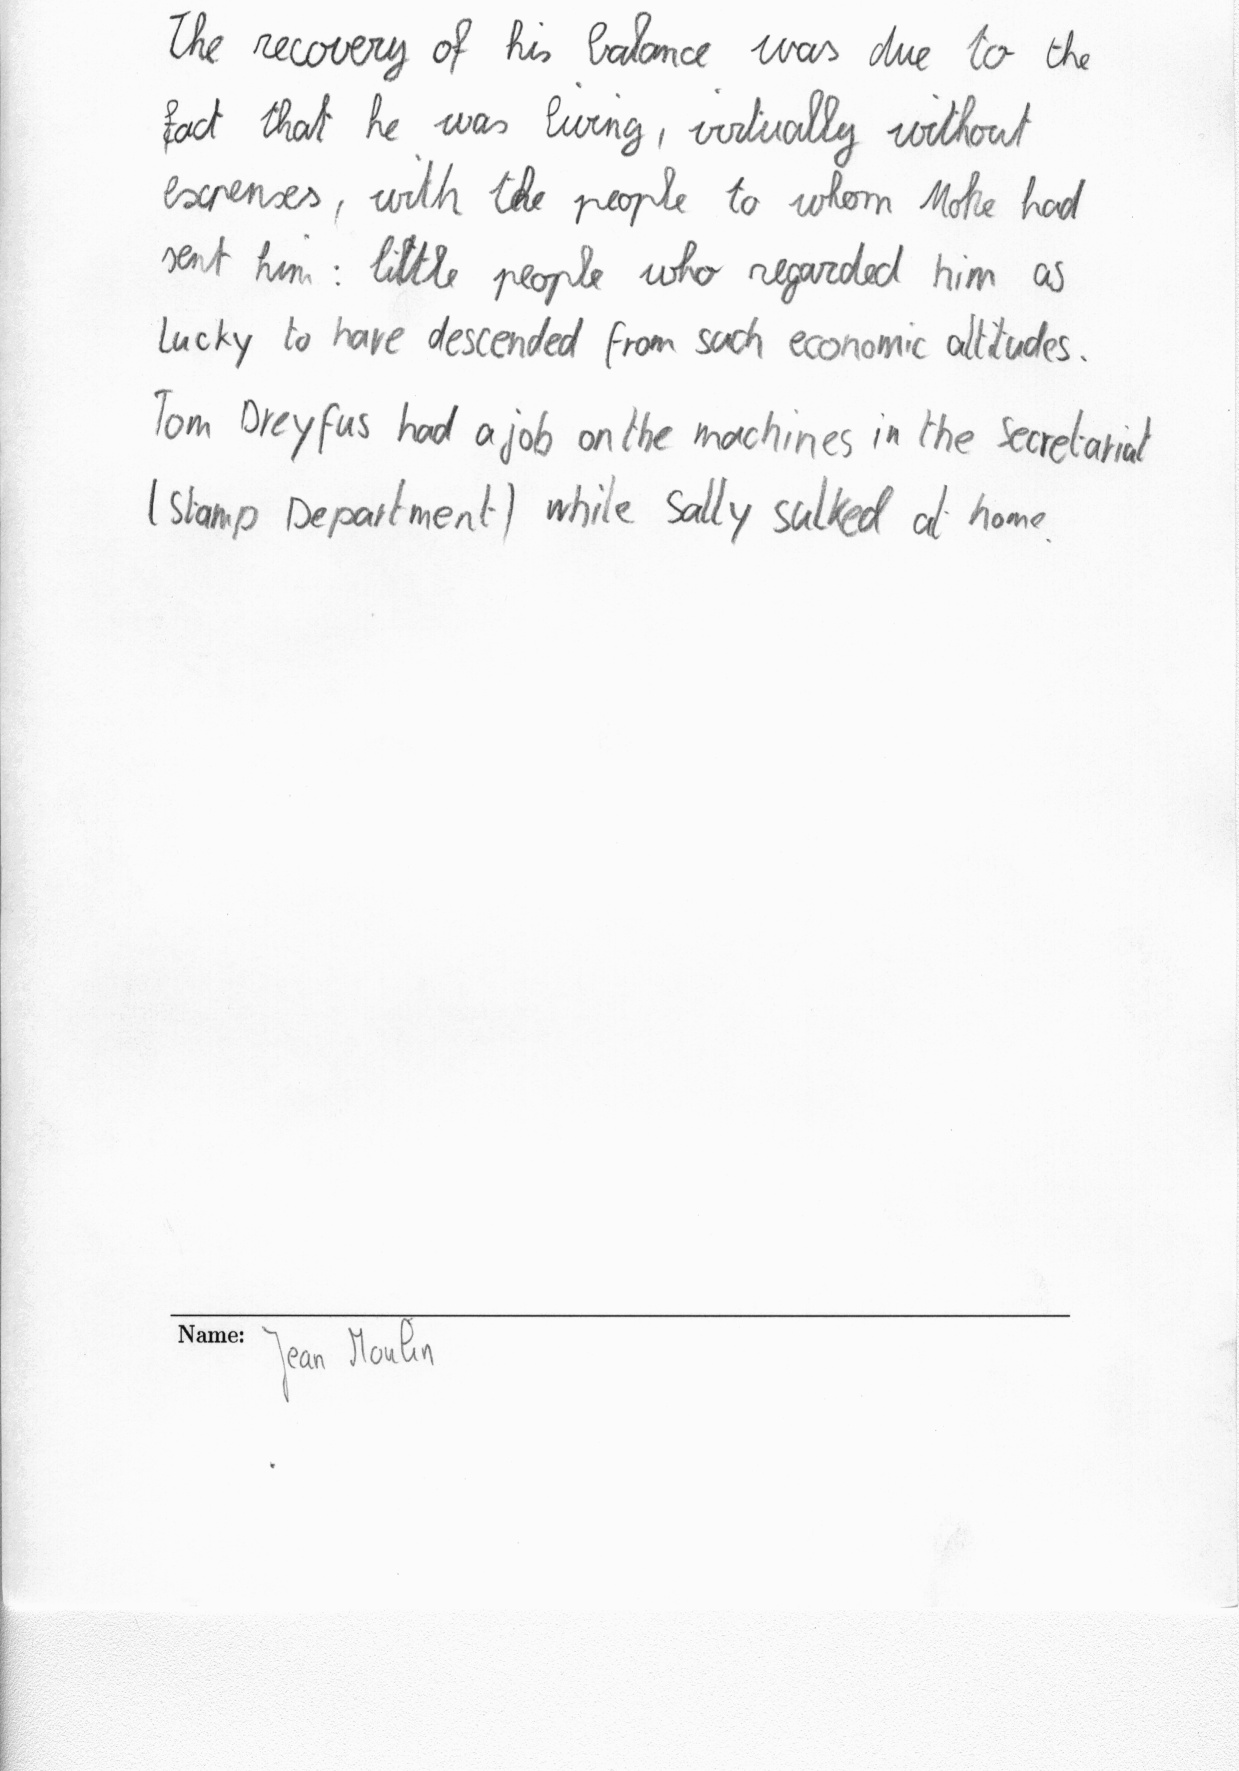 The recovery of his balance was due to the
fact that he was living, virtually without
expenses, with the people to whom Moke had
sent him : little people who regarded him as
lucky to have descended from such economic altitudes.
Tom Dreyfus had a job on the machines in the Secretariat
(Stamp Department) while Sally sulked at home.
Name: Jean Moulin